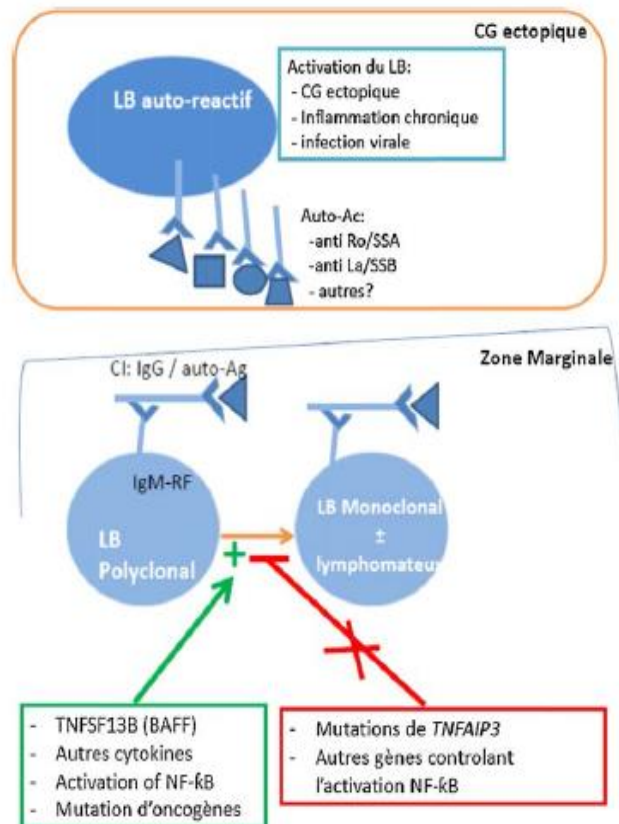 CG ectopique
LB auto-reactif
Activation du LB:
- CG ectopique
- Inflammation chronique
- infection virale
Auto-Ac:
-anti Ro/SSA
-anti La/SSB
- autres?
Zone Marginale
CI: IgG / auto-Ag
IgM-RF
LB
Polyclonal
+
LB Monoclonal
±
lymphomateux
- TNFSF13B (BAFF)
- Autres cytokines
- Activation of NF-ƙB
- Mutation d'oncogènes
- Mutations de TNFAIP3
- Autres gènes controlant
l'activation NF-ƙB